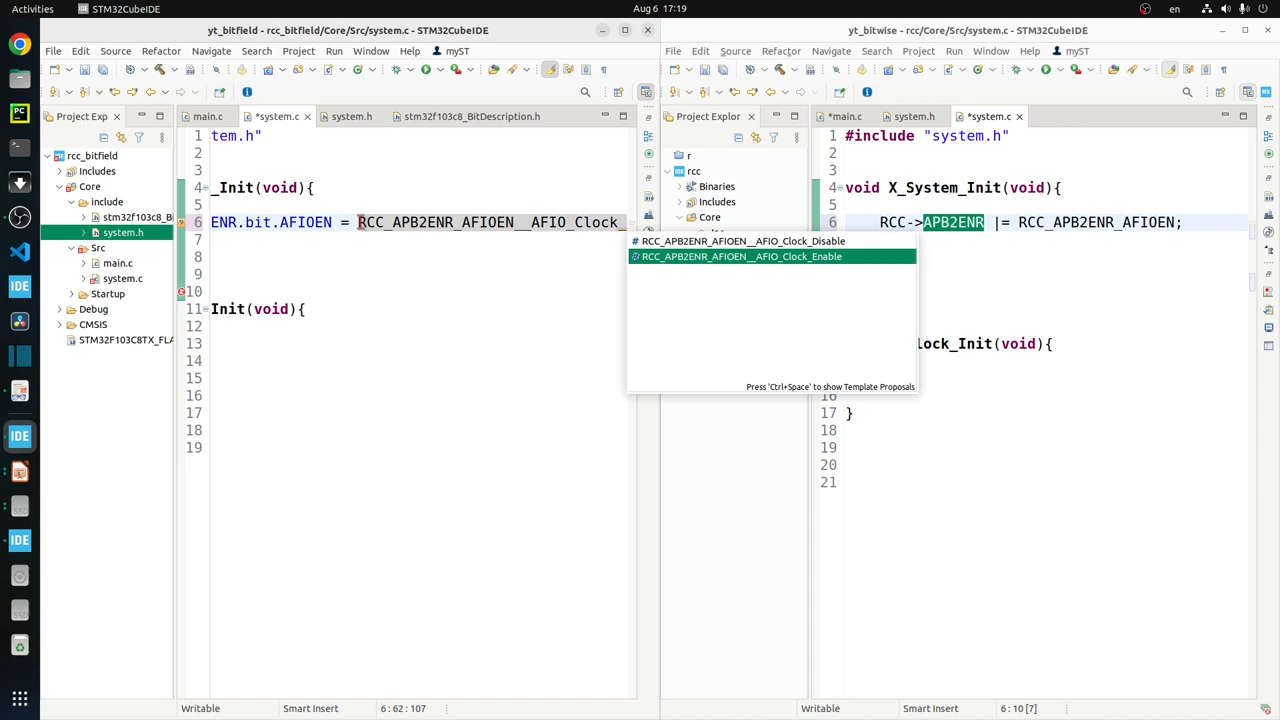 Activities
STM32CubeIDE
Aug 6 17:19
en
yt_bitfield - rcc_bitfield/Core/Src/system.c - STM32CubeIDE
File Edit Source Refactor Navigate Search Project Run Window Help myST
Project Exp
main.c
*system.c
system.h
stm32f103c8_BitDescription.h
rcc_bitfield
Includes
Core
include
stm32f103c8_Bi
system.h
Src
main.c
system.c
Startup
Debug
CMSIS
STM32F103C8TX_FLA
1 tem.h"
2
3
4 _Init(void){
5
6 ENR.bit.AFIOEN = RCC_APB2ENR_AFIOEN__AFIO_Clock_
7
8
9
10
11 Init(void){
12
13
14
15
16
17
18
19
RCC_APB2ENR_AFIOEN__AFIO_Clock_Disable
RCC_APB2ENR_AFIOEN__AFIO_Clock_Enable
Press 'Ctrl+Space' to show Template Proposals
Writable Smart Insert 6 : 62 : 107
yt_bitwise - rcc/Core/Src/system.c - STM32CubeIDE
File Edit Source Refactor Navigate Search Project Run Window Help myST
Project Explor
*main.c
system.h
*system.c
r
rcc
Binaries
Includes
Core
1 #include "system.h"
2
3
4 void X_System_Init(void){
5
6 RCC->APB2ENR |= RCC_APB2ENR_AFIOEN;
lock_Init(void){
16
17 }
18
19
20
21
Writable Smart Insert 6 : 10 [7]